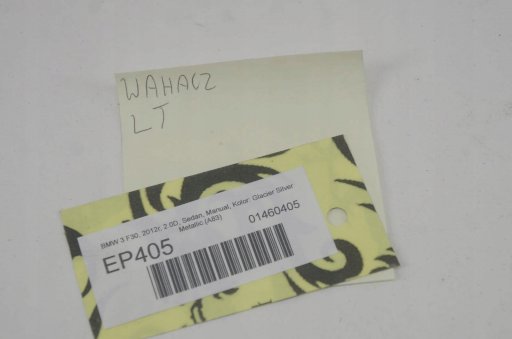 WAHACZ
LT
BMW 3 F30, 2012r, 2.0D, Sedan, Manual, Kolor: Glacier Silver
Metallic (A83)
EP405
01460405